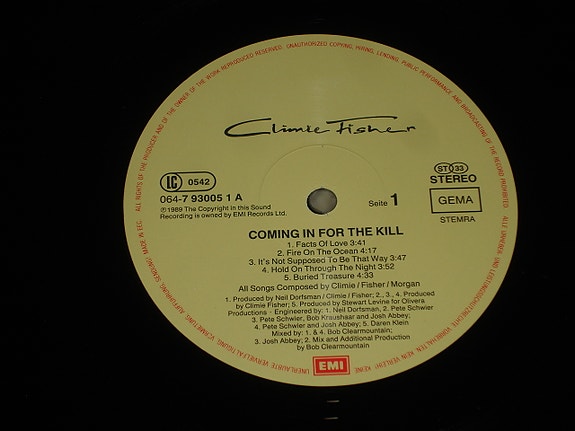 ALL RIGHTS OF THE PRODUCER AND OF THE OWNER OF THE WORK REPRODUCED RESERVED. UNAUTHORIZED COPYING, HIRING, LENDING, PUBLIC PERFORMANCE AND BROADCASTING OF THIS RECORD PROHIBITED
Climie Fisher
LC 0542
064-7 93005 1 A
℗ 1989 The Copyright in this Sound
Recording is owned by EMI Records Ltd.
Seite 1
ST 33
STEREO
GEMA
STEMRA
COMING IN FOR THE KILL
1. Facts Of Love 3:41
2. Fire On The Ocean 4:17
3. It's Not Supposed To Be That Way 3:47
4. Hold On Through The Night 3:52
5. Buried Treasure 4:33
All Songs Composed by Climie / Fisher / Morgan
1. Produced by Neil Dorfsman / Climie / Fisher; 2., 3., 4. Produced
by Climie Fisher; 5. Produced by Stewart Levine for Olivera
Productions - Engineered by: 1. Neil Dorfsman, 2. Pete Schwier
3. Pete Schwier, Bob Kraushaar and Josh Abbey;
4. Pete Schwier and Josh Abbey; 5. Daren Klein
Mixed by: 1. & 4. Bob Clearmountain;
3. Josh Abbey; 2. Mix and Additional Production
by Bob Clearmountain
EMI
MADE IN EEC.